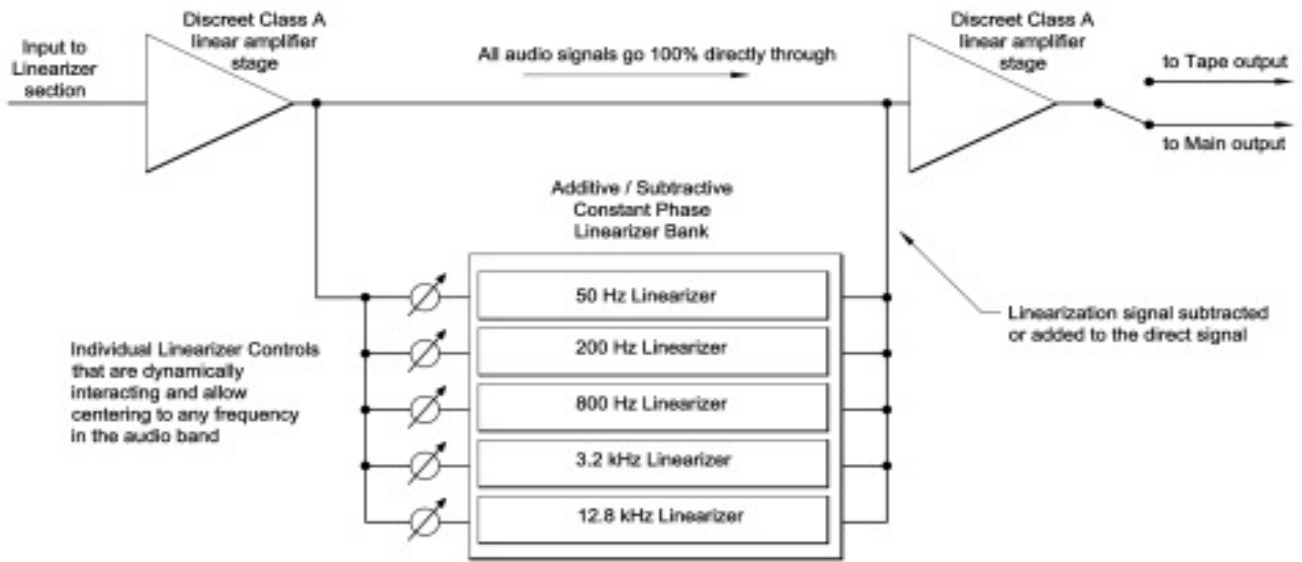 Discreet Class A
linear amplifier
stage
Input to
Linearizer
section
All audio signals go 100% directly through
Discreet Class A
linear amplifier
stage
to Tape output
to Main output
Additive / Subtractive
Constant Phase
Linearizer Bank
50 Hz Linearizer
200 Hz Linearizer
800 Hz Linearizer
3.2 kHz Linearizer
12.8 kHz Linearizer
Individual Linearizer Controls
that are dynamically
interacting and allow
centering to any frequency
in the audio band
Linearization signal subtracted
or added to the direct signal